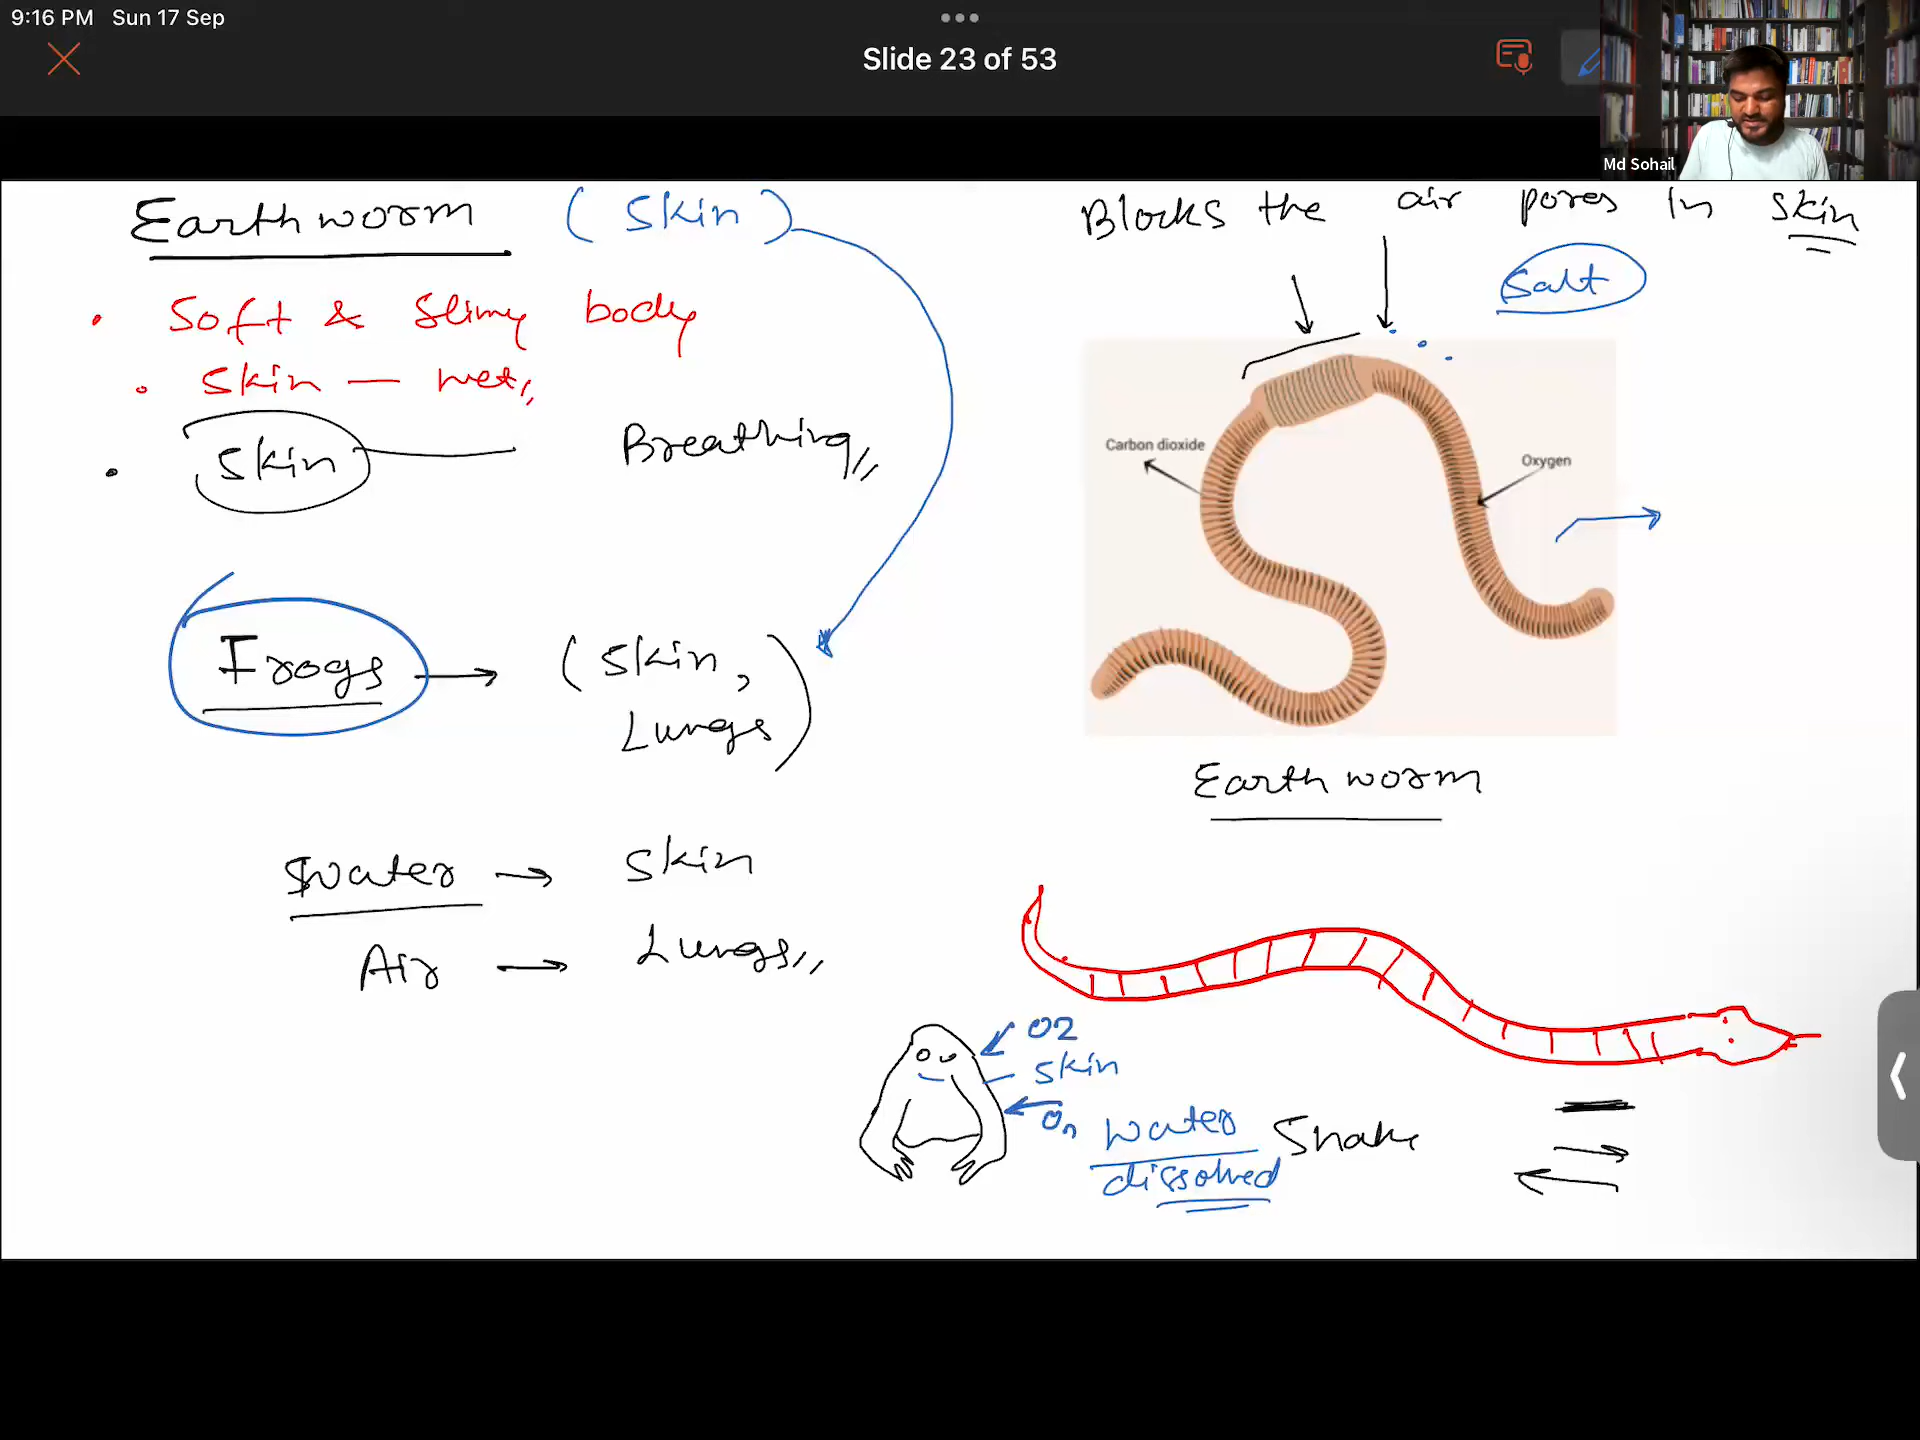 9:16 PM Sun 17 Sep
Slide 23 of 53
Md Sohail
Earthworm (Skin)
• Soft & Slimy body
• Skin — wet,,
• Skin — Breathing,,
Frogs → (Skin,
Lungs)
Water → Skin
Air → Lungs,,
Blocks the air pores in skin
Salt
Carbon dioxide
Oxygen
Earthworm
O2
Skin
Water
dissolved
Snake